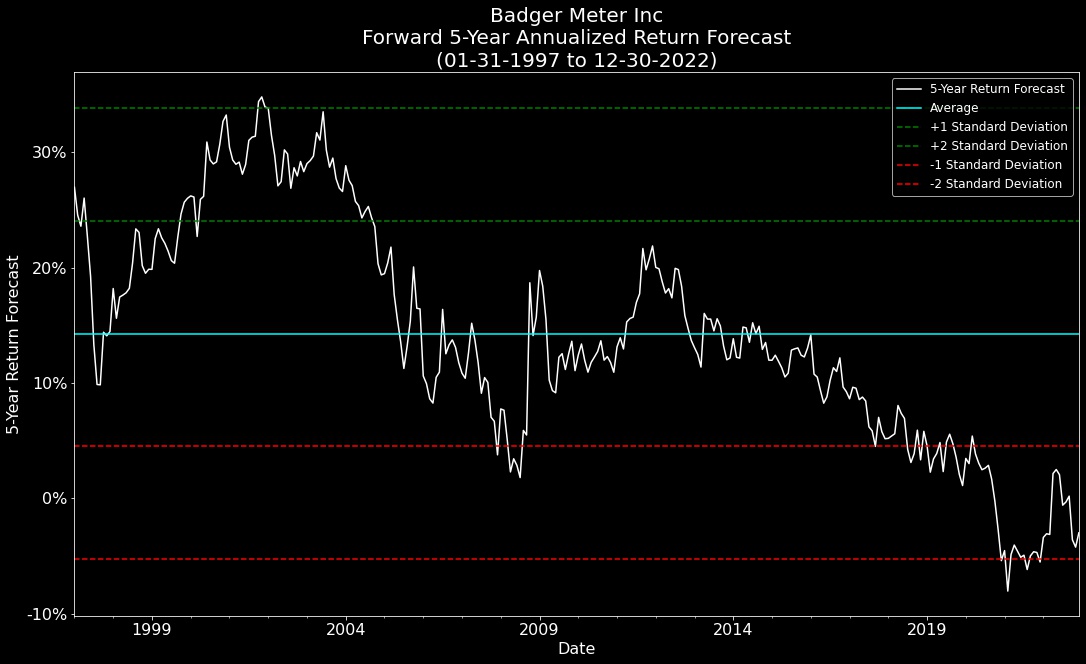 Badger Meter Inc
Forward 5-Year Annualized Return Forecast
(01-31-1997 to 12-30-2022)
5-Year Return Forecast
Average
+1 Standard Deviation
+2 Standard Deviation
-1 Standard Deviation
-2 Standard Deviation
5-Year Return Forecast
30%
20%
10%
0%
-10%
1999 2004 2009 2014 2019
Date